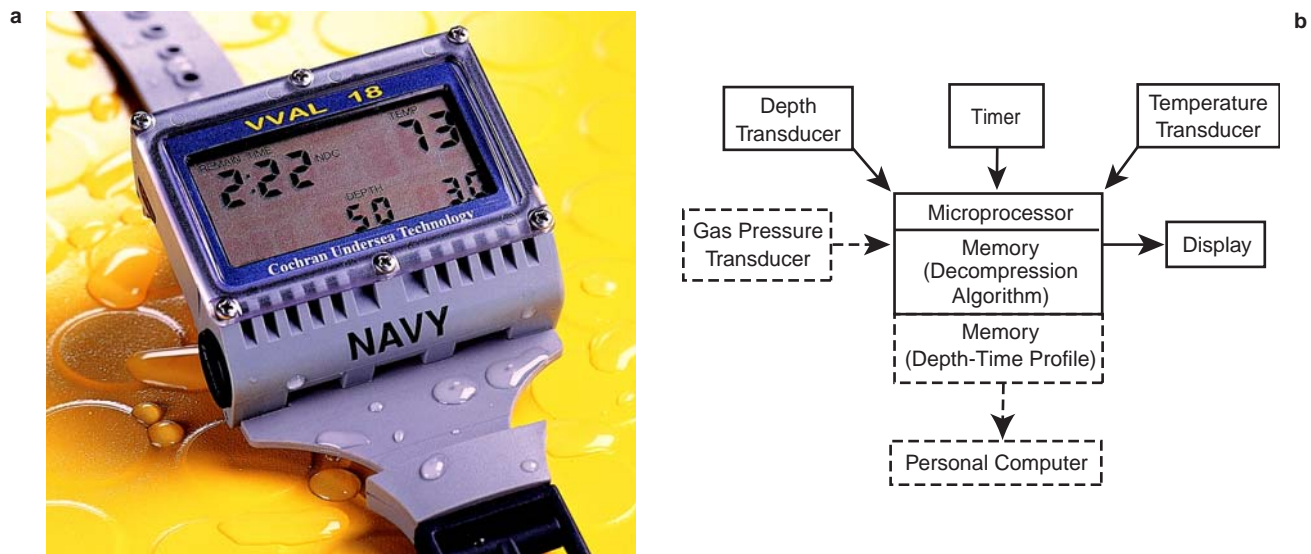 a
VVAL 18
REMAIN TIME
TEMP
2:22 NDC
73
DEPTH
50
30
Cochran Undersea Technology
NAVY
b
Depth
Transducer
Timer
Temperature
Transducer
Gas Pressure
Transducer
Microprocessor
Memory
(Decompression
Algorithm)
Display
Memory
(Depth-Time Profile)
Personal Computer